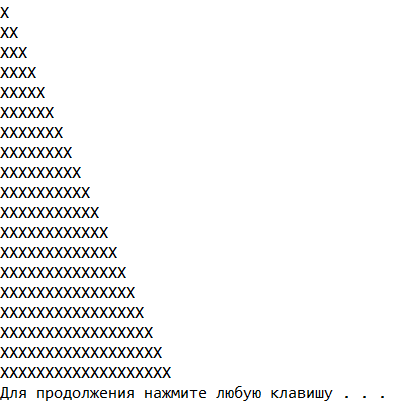 X
XX
XXX
XXXX
XXXXX
XXXXXX
XXXXXXX
XXXXXXXX
XXXXXXXXX
XXXXXXXXXX
XXXXXXXXXXX
XXXXXXXXXXXX
XXXXXXXXXXXXX
XXXXXXXXXXXXXX
XXXXXXXXXXXXXXX
XXXXXXXXXXXXXXXX
XXXXXXXXXXXXXXXXX
XXXXXXXXXXXXXXXXXX
XXXXXXXXXXXXXXXXXXX
Для продолжения нажмите любую клавишу . . .